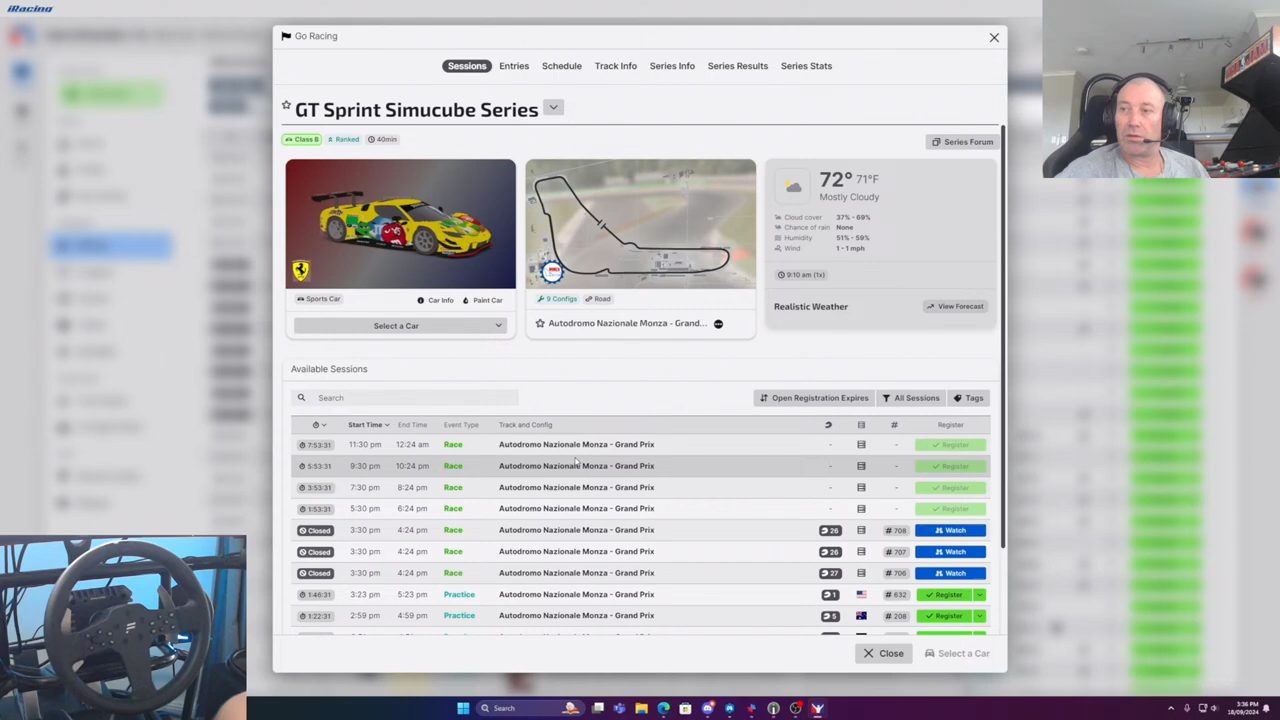 iRacing
Go Racing
Sessions Entries Schedule Track Info Series Info Series Results Series Stats
GT Sprint Simucube Series
Class B Ranked 40min
Series Forum
72° 71°F
Mostly Cloudy
Cloud cover 37% - 69%
Chance of rain None
Humidity 51% - 59%
Wind 1 - 1 mph
9:10 am (1x)
Realistic Weather View Forecast
Sports Car Car Info Paint Car
Select a Car
9 Configs Road
Autodromo Nazionale Monza - Grand...
Available Sessions
Search Open Registration Expires All Sessions Tags
Start Time End Time Event Type Track and Config # Register
7:53:31 11:30 pm 12:24 am Race Autodromo Nazionale Monza - Grand Prix - - Register
5:53:31 9:30 pm 10:24 pm Race Autodromo Nazionale Monza - Grand Prix - - Register
3:53:31 7:30 pm 8:24 pm Race Autodromo Nazionale Monza - Grand Prix - - Register
1:53:31 5:30 pm 6:24 pm Race Autodromo Nazionale Monza - Grand Prix - - Register
Closed 3:30 pm 4:24 pm Race Autodromo Nazionale Monza - Grand Prix 26 # 708 Watch
Closed 3:30 pm 4:24 pm Race Autodromo Nazionale Monza - Grand Prix 26 # 707 Watch
Closed 3:30 pm 4:24 pm Race Autodromo Nazionale Monza - Grand Prix 27 # 706 Watch
1:46:31 3:23 pm 5:23 pm Practice Autodromo Nazionale Monza - Grand Prix 1 # 632 Register
1:22:31 2:59 pm 4:59 pm Practice Autodromo Nazionale Monza - Grand Prix 5 # 208 Register
Close Select a Car
Search
3:36 PM
18/09/2024